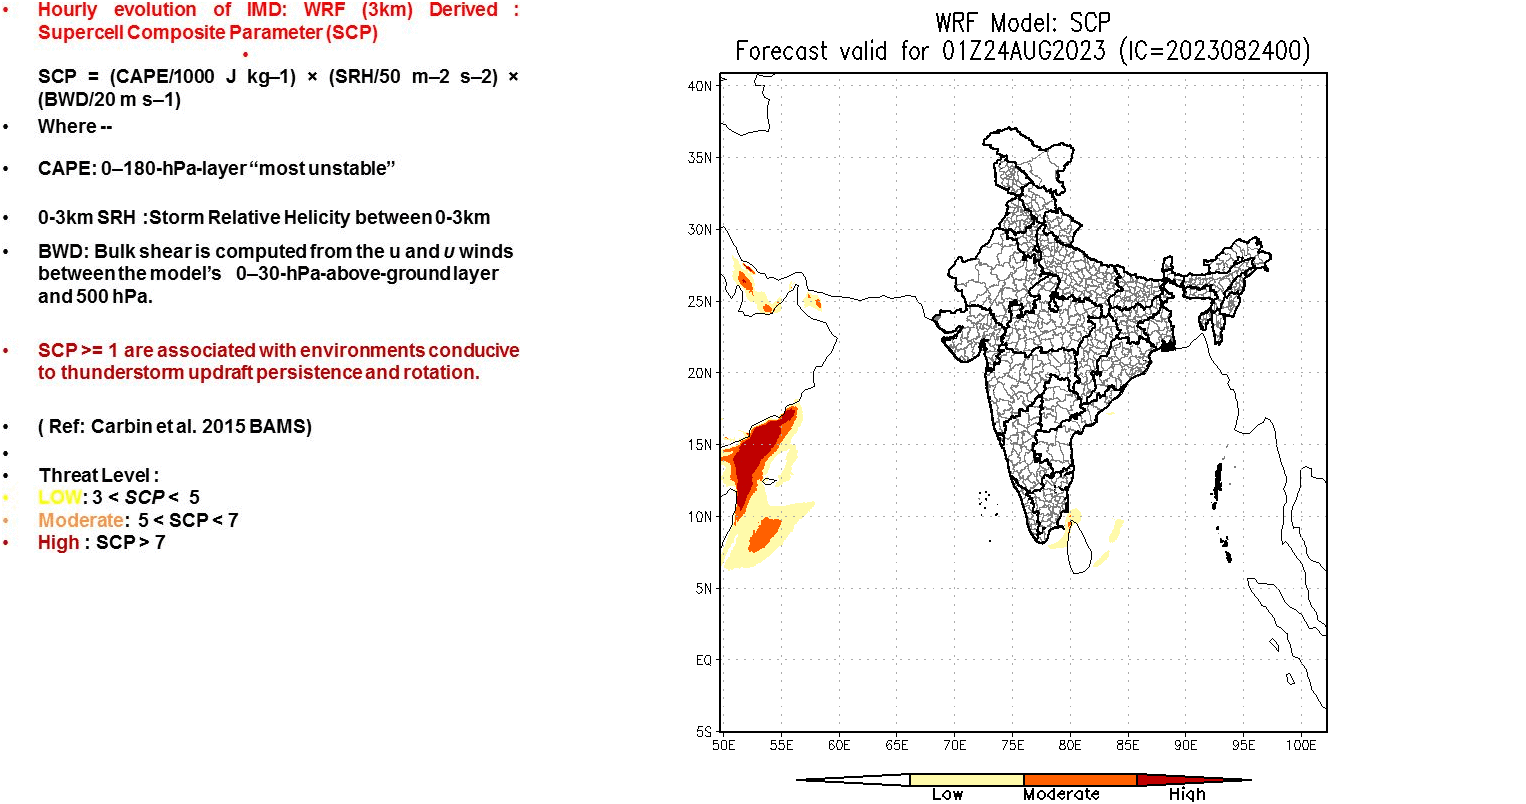 • Hourly evolution of IMD: WRF (3km) Derived :
Supercell Composite Parameter (SCP)
•
SCP = (CAPE/1000 J kg–1) × (SRH/50 m–2 s–2) ×
(BWD/20 m s–1)
• Where --
• CAPE: 0–180-hPa-layer “most unstable”
• 0-3km SRH :Storm Relative Helicity between 0-3km
• BWD: Bulk shear is computed from the u and υ winds
between the model’s 0–30-hPa-above-ground layer
and 500 hPa.
• SCP >= 1 are associated with environments conducive
to thunderstorm updraft persistence and rotation.
• ( Ref: Carbin et al. 2015 BAMS)
•
• Threat Level :
• LOW: 3 < SCP < 5
• Moderate: 5 < SCP < 7
• High : SCP > 7
WRF Model: SCP
Forecast valid for 01Z24AUG2023 (IC=2023082400)
40N
35N
30N
25N
20N
15N
10N
5N
EQ
5S
50E 55E 60E 65E 70E 75E 80E 85E 90E 95E 100E
Low Moderate High